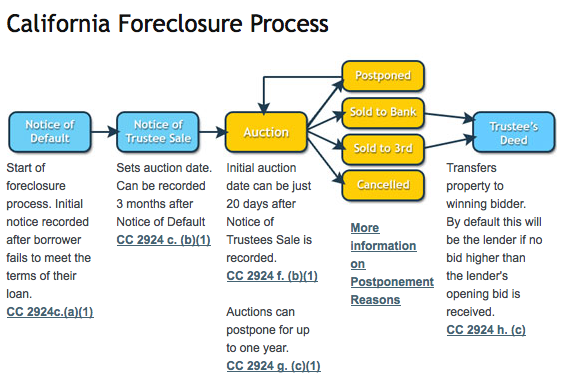 California Foreclosure Process
Notice of
Default
Notice of
Trustee Sale
Auction
Postponed
Sold to Bank
Sold to 3rd
Cancelled
Trustee's
Deed
Start of
foreclosure
process. Initial
notice recorded
after borrower
fails to meet the
terms of their
loan.
CC 2924c.(a)(1)
Sets auction date.
Can be recorded
3 months after
Notice of Default
CC 2924 c. (b)(1)
Initial auction
date can be just
20 days after
Notice of
Trustees Sale is
recorded.
CC 2924 f. (b)(1)
Auctions can
postpone for up
to one year.
CC 2924 g. (c)(1)
More
information
on
Postponement
Reasons
Transfers
property to
winning bidder.
By default this will
be the lender if no
bid higher than
the lender's
opening bid is
received.
CC 2924 h. (c)